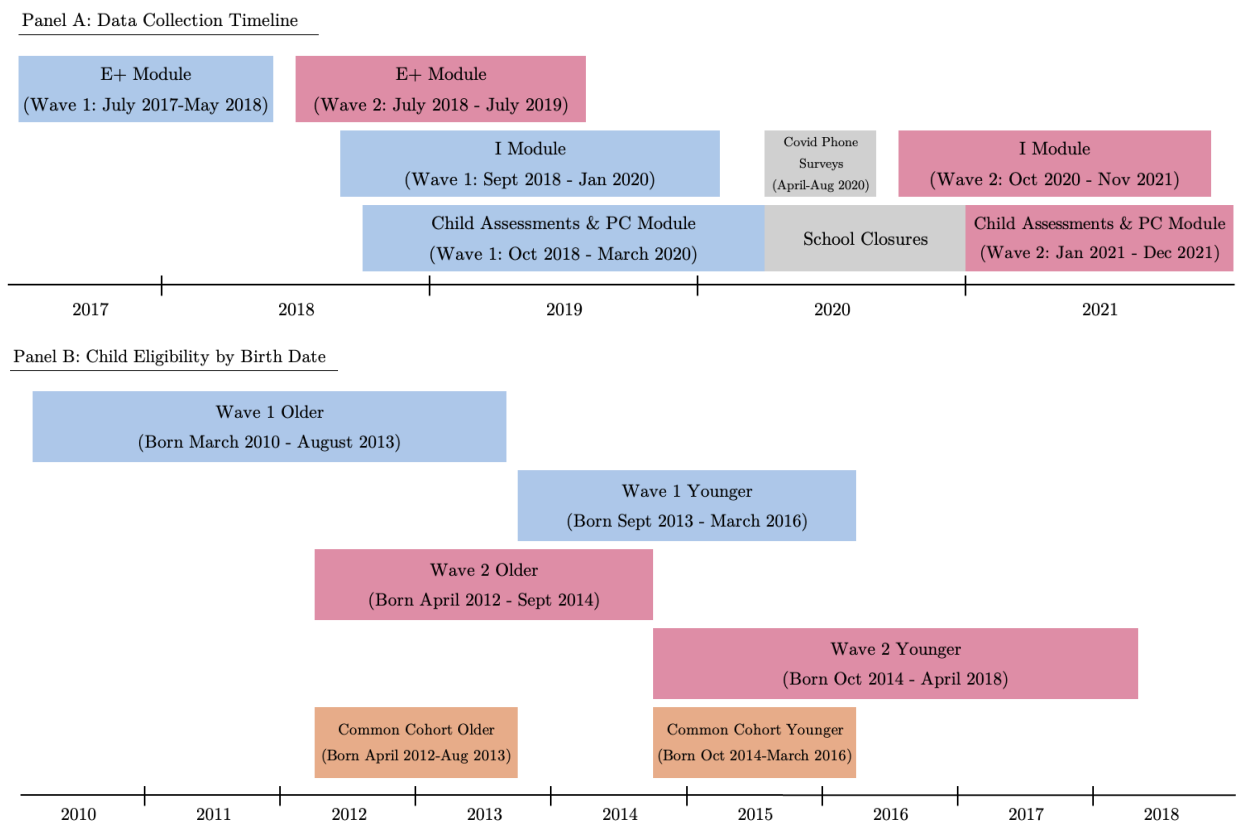 Panel A: Data Collection Timeline
E+ Module
(Wave 1: July 2017-May 2018)
E+ Module
(Wave 2: July 2018 - July 2019)
I Module
(Wave 1: Sept 2018 - Jan 2020)
Covid Phone
Surveys
(April-Aug 2020)
I Module
(Wave 2: Oct 2020 - Nov 2021)
Child Assessments & PC Module
(Wave 1: Oct 2018 - March 2020)
School Closures
Child Assessments & PC Module
(Wave 2: Jan 2021 - Dec 2021)
2017 2018 2019 2020 2021
Panel B: Child Eligibility by Birth Date
Wave 1 Older
(Born March 2010 - August 2013)
Wave 1 Younger
(Born Sept 2013 - March 2016)
Wave 2 Older
(Born April 2012 - Sept 2014)
Wave 2 Younger
(Born Oct 2014 - April 2018)
Common Cohort Older
(Born April 2012-Aug 2013)
Common Cohort Younger
(Born Oct 2014-March 2016)
2010 2011 2012 2013 2014 2015 2016 2017 2018